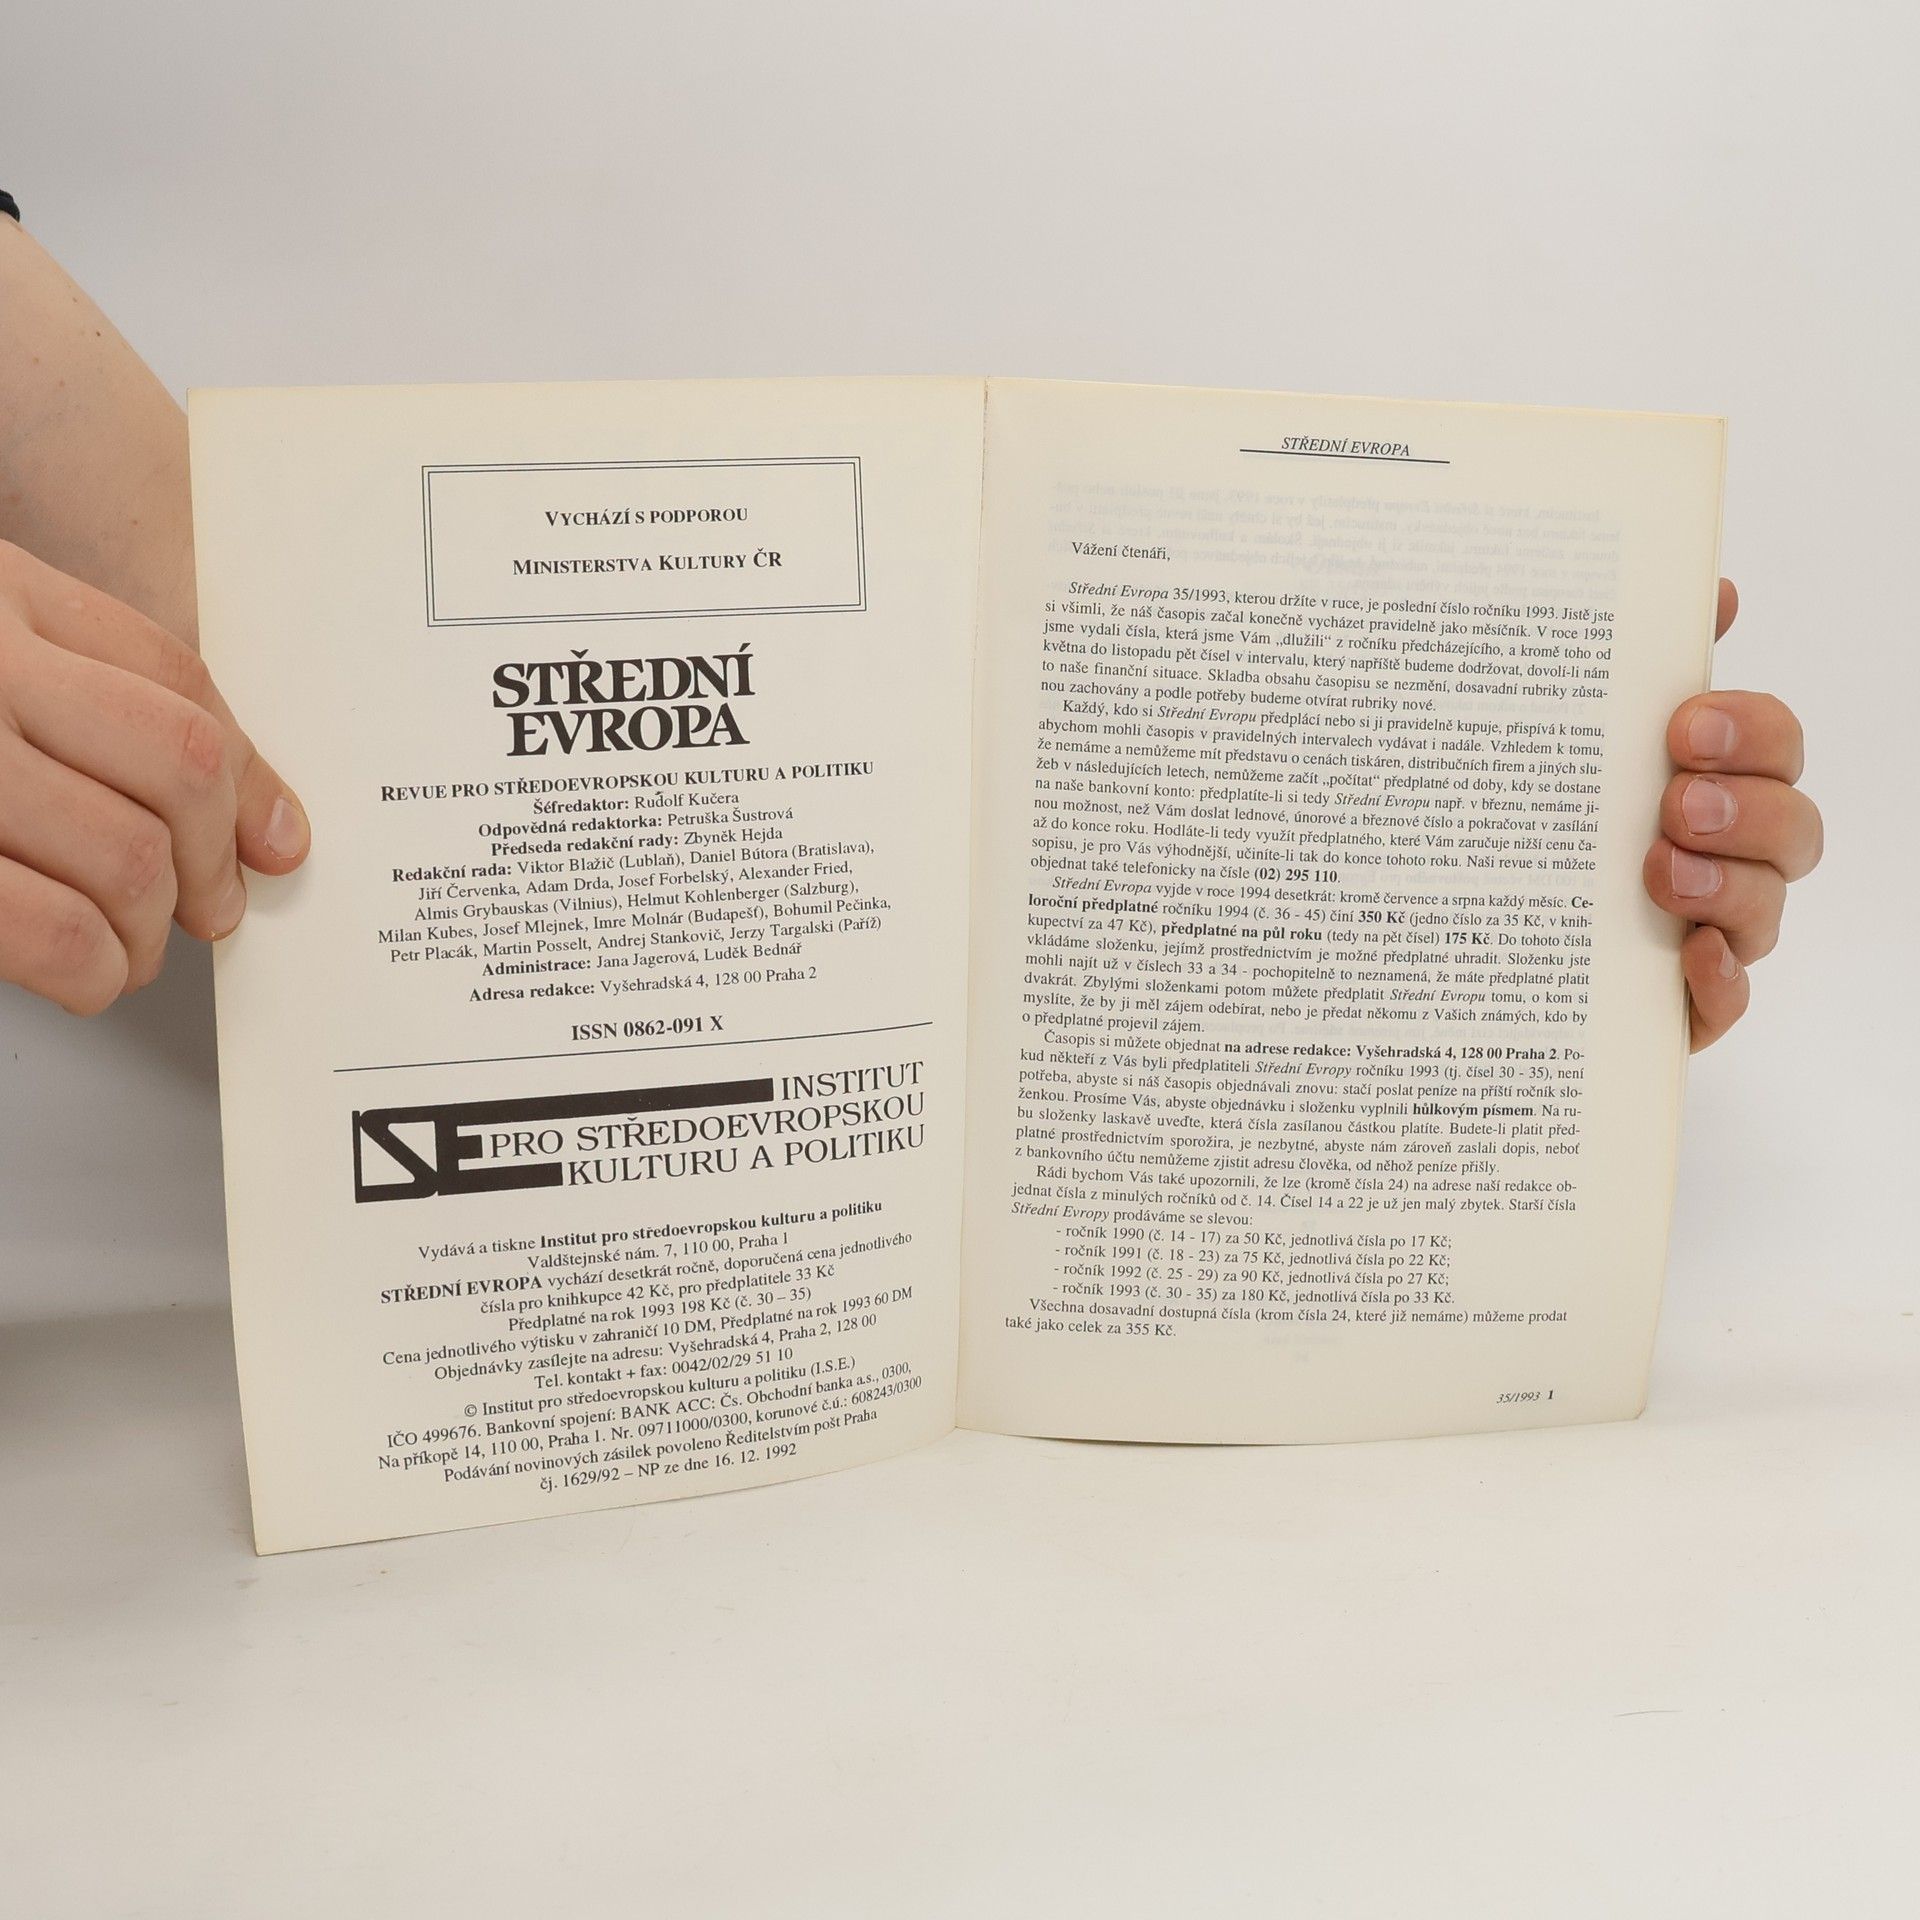 VYCHÁZÍ S PODPOROU
MINISTERSTVA KULTURY ČR
STŘEDNÍ
EVROPA
REVUE PRO STŘEDOEVROPSKOU KULTURU A POLITIKU
Šéfredaktor: Rudolf Kučera
Odpovědná redaktorka: Petruška Šustrová
Předseda redakční rady: Zbyněk Hejda
Redakční rada: Viktor Blažič (Lublaň), Daniel Bútora (Bratislava),
Jiří Červenka, Adam Drda, Josef Forbelský, Alexander Fried,
Almis Grybauskas (Vilnius), Helmut Kohlenberger (Salzburg),
Milan Kubes, Josef Mlejnek, Imre Molnár (Budapešť), Bohumil Pečinka,
Petr Placák, Martin Posselt, Andrej Stankovič, Jerzy Targalski (Paříž)
Administrace: Jana Jagerová, Luděk Bednář
Adresa redakce: Vyšehradská 4, 128 00 Praha 2
ISSN 0862-091 X
ISE INSTITUT
PRO STŘEDOEVROPSKOU
KULTURU A POLITIKU
Vydává a tiskne Institut pro středoevropskou kulturu a politiku
Valdštejnské nám. 7, 110 00, Praha 1
STŘEDNÍ EVROPA vychází desetkrát ročně, doporučená cena jednotlivého
čísla pro knihkupce 42 Kč, pro předplatitele 33 Kč
Předplatné na rok 1993 198 Kč (č. 30 – 35)
Cena jednotlivého výtisku v zahraničí 10 DM, Předplatné na rok 1993 60 DM
Objednávky zasílejte na adresu: Vyšehradská 4, Praha 2, 128 00
Tel. kontakt + fax: 0042/02/29 51 10
© Institut pro středoevropskou kulturu a politiku (I.S.E.)
IČO 499676. Bankovní spojení: BANK ACC: Čs. Obchodní banka a.s., 0300,
Na příkopě 14, 110 00, Praha 1. Nr. 09711000/0300, korunové č.ú.: 608243/0300
Podávání novinových zásilek povoleno Ředitelstvím pošt Praha
čj. 1629/92 – NP ze dne 16. 12. 1992
STŘEDNÍ EVROPA
Vážení čtenáři,
Střední Evropa 35/1993, kterou držíte v ruce, je poslední číslo ročníku 1993. Jistě jste
si všimli, že náš časopis začal konečně vycházet pravidelně jako měsíčník. V roce 1993
jsme vydali čísla, která jsme Vám „dlužili“ z ročníku předcházejícího, a kromě toho od
května do listopadu pět čísel v intervalu, který napříště budeme dodržovat, dovolí-li nám
to naše finanční situace. Skladba obsahu časopisu se nezmění, dosavadní rubriky zůsta-
nou zachovány a podle potřeby budeme otvírat rubriky nové.
Každý, kdo si Střední Evropu předplácí nebo si ji pravidelně kupuje, přispívá k tomu,
abychom mohli časopis v pravidelných intervalech vydávat i nadále. Vzhledem k tomu,
že nemáme a nemůžeme mít představu o cenách tiskáren, distribučních firem a jiných slu-
žeb v následujících letech, nemůžeme začít „počítat“ předplatné od doby, kdy se dostane
na naše bankovní konto: předplatíte-li si tedy Střední Evropu např. v březnu, nemáme ji-
nou možnost, než Vám doslat lednové, únorové a březnové číslo a pokračovat v zasílání
až do konce roku. Hodláte-li tedy využít předplatného, které Vám zaručuje nižší cenu ča-
sopisu, je pro Vás výhodnější, učiníte-li tak do konce tohoto roku. Naši revue si můžete
objednat také telefonicky na čísle (02) 295 110.
Střední Evropa vyjde v roce 1994 desetkrát: kromě července a srpna každý měsíc. Ce-
loroční předplatné ročníku 1994 (č. 36 - 45) činí 350 Kč (jedno číslo za 35 Kč, v knih-
kupectví za 47 Kč), předplatné na půl roku (tedy na pět čísel) 175 Kč. Do tohoto čísla
vkládáme složenku, jejímž prostřednictvím je možné předplatné uhradit. Složenku jste
mohli najít už v číslech 33 a 34 - pochopitelně to neznamená, že máte předplatné platit
dvakrát. Zbylými složenkami potom můžete předplatit Střední Evropu tomu, o kom si
myslíte, že by ji měl zájem odebírat, nebo je předat někomu z Vašich známých, kdo by
o předplatné projevil zájem.
Časopis si můžete objednat na adrese redakce: Vyšehradská 4, 128 00 Praha 2. Po-
kud někteří z Vás byli předplatiteli Střední Evropy ročníku 1993 (tj. čísel 30 - 35), není
potřeba, abyste si náš časopis objednávali znovu: stačí poslat peníze na příští ročník slo-
ženkou. Prosíme Vás, abyste objednávku i složenku vyplnili hůlkovým písmem. Na ru-
bu složenky laskavě uveďte, která čísla zasílanou částkou platíte. Budete-li platit před-
platné prostřednictvím sporožira, je nezbytné, abyste nám zároveň zaslali dopis, neboť
z bankovního účtu nemůžeme zjistit adresu člověka, od něhož peníze přišly.
Rádi bychom Vás také upozornili, že lze (kromě čísla 24) na adrese naší redakce ob-
jednat čísla z minulých ročníků od č. 14. Čísel 14 a 22 je už jen malý zbytek. Starší čísla
Střední Evropy prodáváme se slevou:
- ročník 1990 (č. 14 - 17) za 50 Kč, jednotlivá čísla po 17 Kč;
- ročník 1991 (č. 18 - 23) za 75 Kč, jednotlivá čísla po 22 Kč;
- ročník 1992 (č. 25 - 29) za 90 Kč, jednotlivá čísla po 27 Kč;
- ročník 1993 (č. 30 - 35) za 180 Kč, jednotlivá čísla po 33 Kč.
Všechna dosavadní dostupná čísla (krom čísla 24, které již nemáme) můžeme prodat
také jako celek za 355 Kč.
35/1993 1